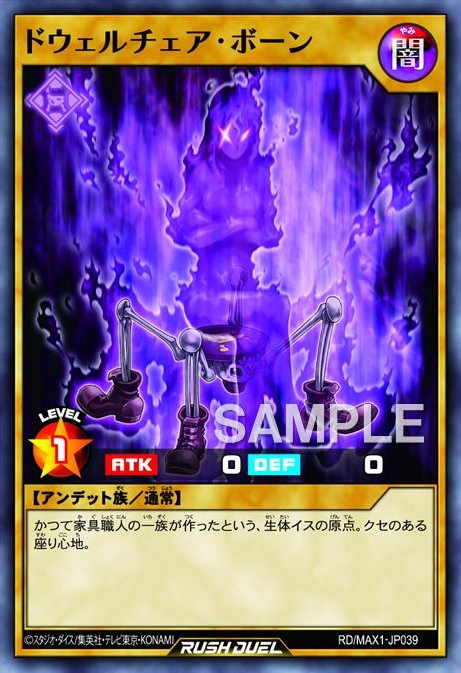 ドウェルチェア・ボーン
やみ
闇
SAMPLE
LEVEL
1
ATK 0 DEF 0
【アンデット族／通常】
かつて家具職人の一族が作ったという、生体イスの原点。クセのある
座り心地。
©スタジオ・ダイス/集英社・テレビ東京・KONAMI
RUSH DUEL
RD/MAX1-JP039